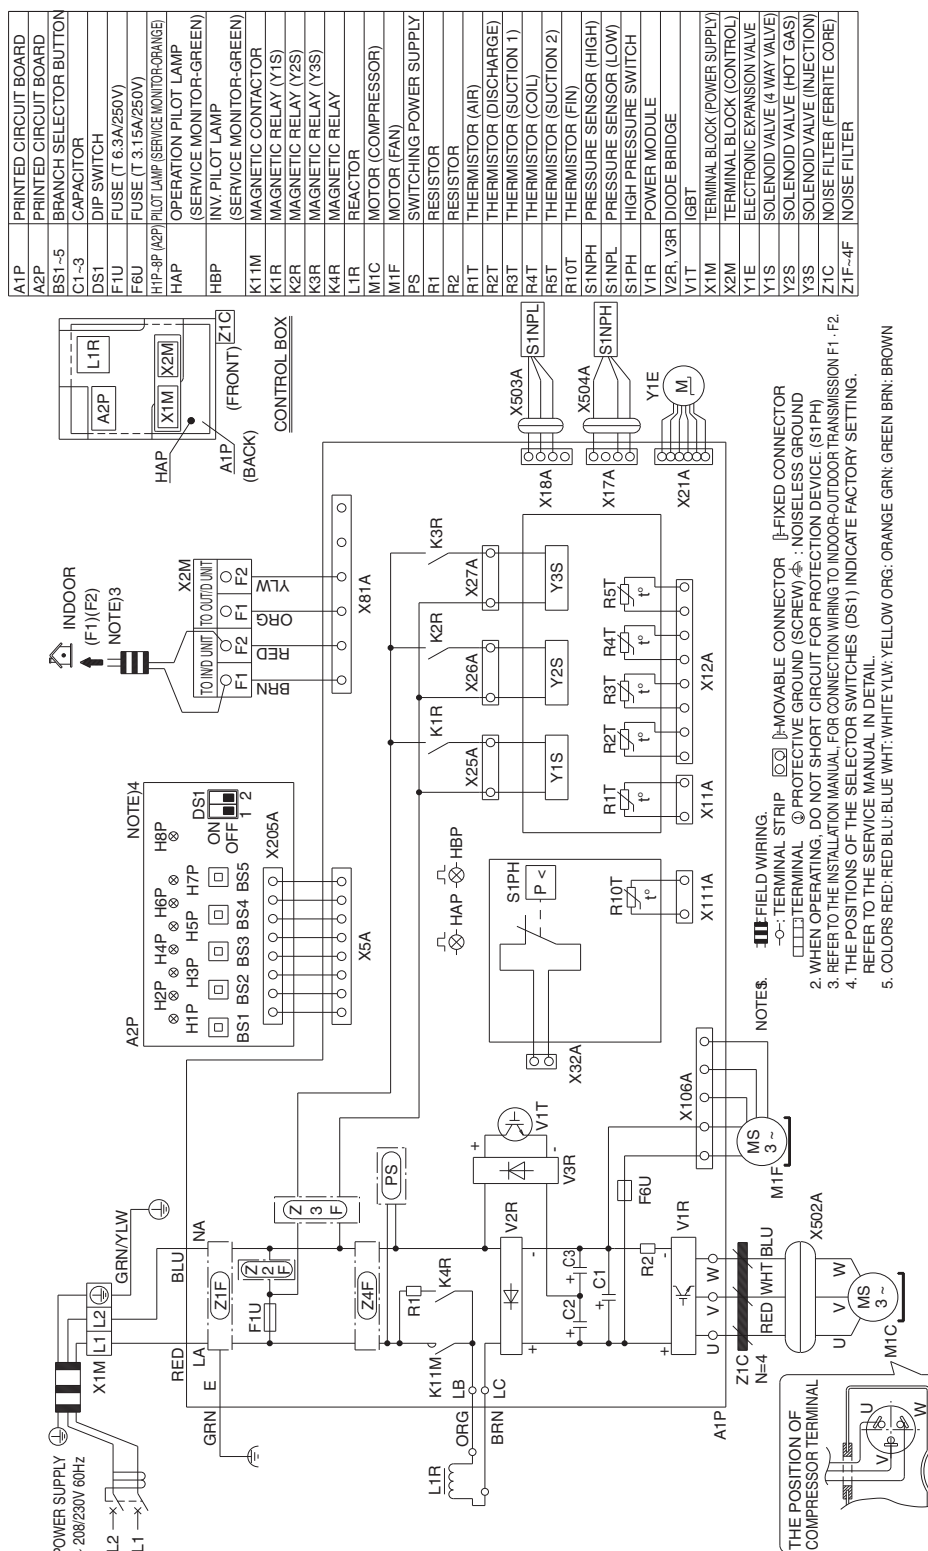 A1P PRINTED CIRCUIT BOARD
A2P PRINTED CIRCUIT BOARD
BS1~5 BRANCH SELECTOR BUTTON
C1~3 CAPACITOR
DS1 DIP SWITCH
F1U FUSE (T 6.3A/250V)
F6U FUSE (T 3.15A/250V)
H1P~8P (A2P) PILOT LAMP (SERVICE MONITOR-ORANGE)
HAP OPERATION PILOT LAMP
(SERVICE MONITOR-GREEN)
HBP INV. PILOT LAMP
(SERVICE MONITOR-GREEN)
K11M MAGNETIC CONTACTOR
K1R MAGNETIC RELAY (Y1S)
K2R MAGNETIC RELAY (Y2S)
K3R MAGNETIC RELAY (Y3S)
K4R MAGNETIC RELAY
L1R REACTOR
M1C MOTOR (COMPRESSOR)
M1F MOTOR (FAN)
PS SWITCHING POWER SUPPLY
R1 RESISTOR
R2 RESISTOR
R1T THERMISTOR (AIR)
R2T THERMISTOR (DISCHARGE)
R3T THERMISTOR (SUCTION 1)
R4T THERMISTOR (COIL)
R5T THERMISTOR (SUCTION 2)
R10T THERMISTOR (FIN)
S1NPH PRESSURE SENSOR (HIGH)
S1NPL PRESSURE SENSOR (LOW)
S1PH HIGH PRESSURE SWITCH
V1R POWER MODULE
V2R, V3R DIODE BRIDGE
V1T IGBT
X1M TERMINAL BLOCK (POWER SUPPLY)
X2M TERMINAL BLOCK (CONTROL)
Y1E ELECTRONIC EXPANSION VALVE
Y1S SOLENOID VALVE (4 WAY VALVE)
Y2S SOLENOID VALVE (HOT GAS)
Y3S SOLENOID VALVE (INJECTION)
Z1C NOISE FILTER (FERRITE CORE)
Z1F~4F NOISE FILTER
L1R
A2P
X1M X2M
Z1C
HAP
A1P
(BACK)
(FRONT)
CONTROL BOX
INDOOR
(F1)(F2)
NOTE)3
X2M
TO IN/D UNIT TO OUT/D UNIT
F1 F2 F1 F2
BRN RED ORG YLW
X81A
A2P
NOTE)4
H1P H2P H3P H4P H5P H6P H7P H8P
BS1 BS2 BS3 BS4 BS5
DS1
ON
OFF
1 2
X205A
X5A
HAP HBP
POWER SUPPLY
~ 208/230V 60Hz
L2
L1
X1M
L1 L2
GRN/YLW
RED BLU
GRN
E LA NA
Z1F
F1U
Z2F
Z3F
Z4F
PS
R1
K11M K4R
L1R
ORG LB
BRN LC
V2R
+ -
V3R
+ -
V1T
C2 C3
+ +
C1
+
F6U
R2
V1R
+ -
U V W
Z1C
N=4
RED WHT BLU
X502A
U V W
MS
3 ~
M1C
X106A
MS
3 ~
M1F
A1P
K1R K2R K3R
X25A X26A X27A
Y1S Y2S Y3S
R1T R2T R3T R4T R5T
t° t° t° t° t°
X11A X12A
S1PH
P <
X32A
R10T
t°
X111A
X18A X503A S1NPL
X17A X504A S1NPH
X21A Y1E
M
THE POSITION OF
COMPRESSOR TERMINAL
U
V
W
NOTES. :FIELD WIRING.
: TERMINAL STRIP :MOVABLE CONNECTOR :FIXED CONNECTOR
:TERMINAL :PROTECTIVE GROUND (SCREW) : NOISELESS GROUND
2. WHEN OPERATING, DO NOT SHORT CIRCUIT FOR PROTECTION DEVICE. (S1PH)
3. REFER TO THE INSTALLATION MANUAL, FOR CONNECTION WIRING TO INDOOR-OUTDOOR TRANSMISSION F1 · F2.
4. THE POSITIONS OF THE SELECTOR SWITCHES (DS1) INDICATE FACTORY SETTING.
REFER TO THE SERVICE MANUAL IN DETAIL.
5. COLORS RED: RED BLU: BLUE WHT: WHITE YLW: YELLOW ORG: ORANGE GRN: GREEN BRN: BROWN